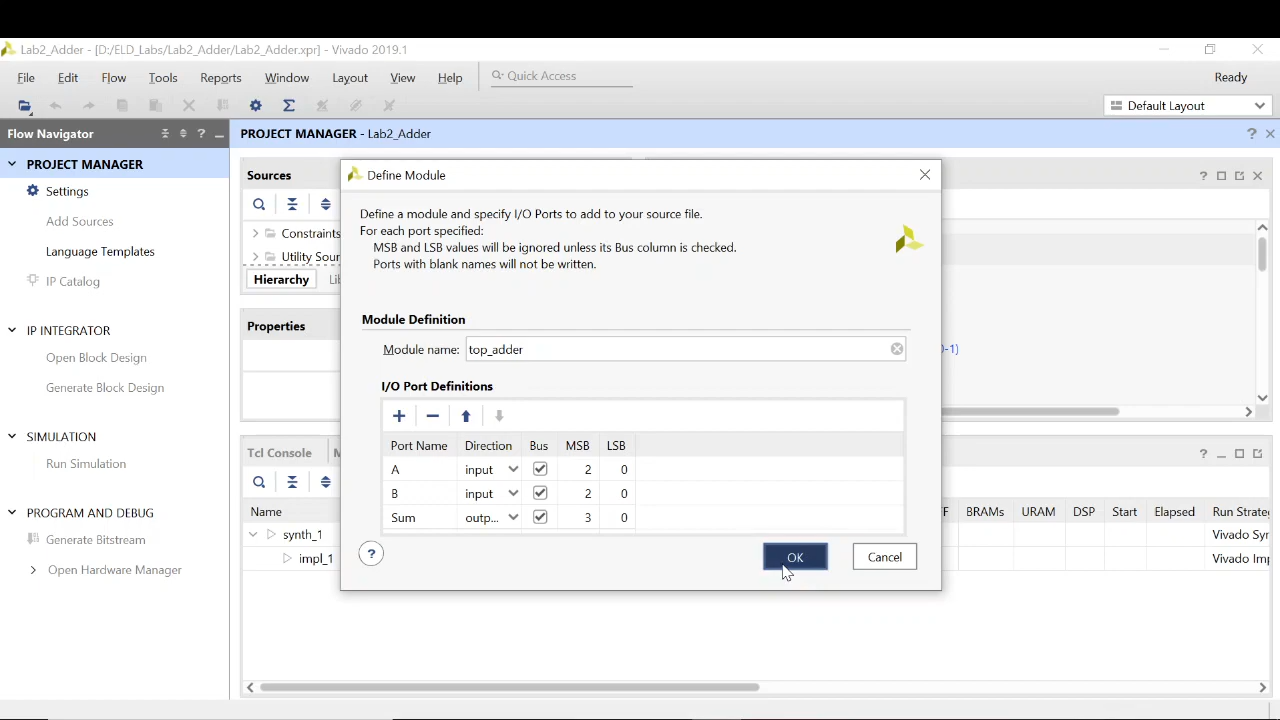 Lab2_Adder - [D:/ELD_Labs/Lab2_Adder/Lab2_Adder.xpr] - Vivado 2019.1
File Edit Flow Tools Reports Window Layout View Help Quick Access Ready
Default Layout
Flow Navigator
PROJECT MANAGER - Lab2_Adder
PROJECT MANAGER
Settings
Add Sources
Language Templates
IP Catalog
IP INTEGRATOR
Open Block Design
Generate Block Design
SIMULATION
Run Simulation
PROGRAM AND DEBUG
Generate Bitstream
Open Hardware Manager
Sources
Constraints
Utility Sour
Hierarchy Lib
Properties
Define Module
Define a module and specify I/O Ports to add to your source file.
For each port specified:
MSB and LSB values will be ignored unless its Bus column is checked.
Ports with blank names will not be written.
Module Definition
Module name: top_adder
I/O Port Definitions
Port Name Direction Bus MSB LSB
A input 2 0
B input 2 0
Sum outp... 3 0
? OK Cancel
0-1)
Tcl Console M
Name F BRAMs URAM DSP Start Elapsed Run Strateg
synth_1 Vivado Syn
impl_1 Vivado Imp